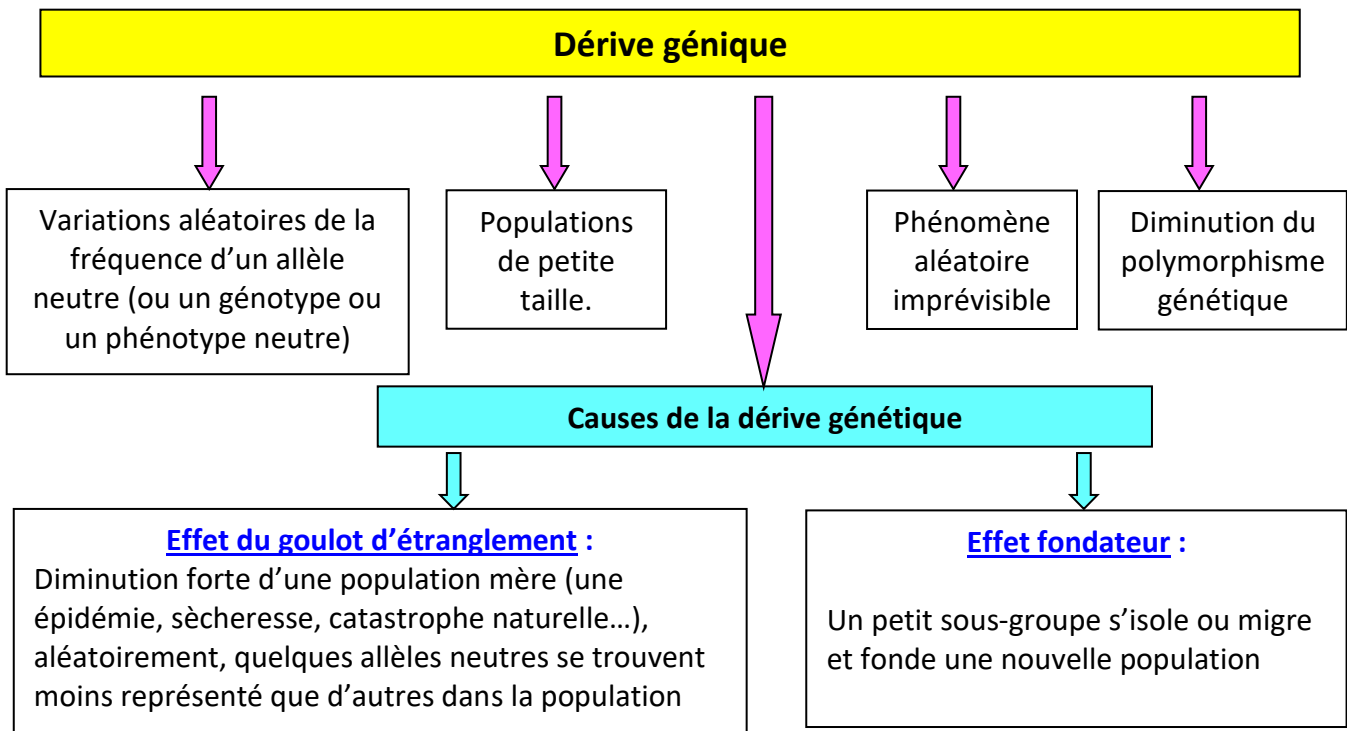 Dérive génique
Variations aléatoires de la
fréquence d’un allèle
neutre (ou un génotype ou
un phénotype neutre)
Populations
de petite
taille.
Phénomène
aléatoire
imprévisible
Diminution du
polymorphisme
génétique
Causes de la dérive génétique
Effet du goulot d’étranglement :
Diminution forte d’une population mère (une
épidémie, sècheresse, catastrophe naturelle…),
aléatoirement, quelques allèles neutres se trouvent
moins représenté que d’autres dans la population
Effet fondateur :
Un petit sous-groupe s’isole ou migre
et fonde une nouvelle population